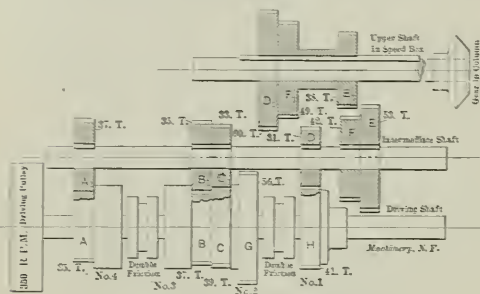 Upper Shaft
in Speed Box
Gear in Column
D
F
E
38. T.
49. T.
42. T.
53. T.
37. T.
35. T.
33. T.
60. T.
31. T.
D
F
E
Intermediate Shaft
A
B
C
56. T.
350 R. P. M. Driving Pulley
A
B
C
G
H
Driving Shaft
Machinery, N. Y.
35. T.
No. 4
Double
Friction
No. 3
37. T.
39. T.
No. 2
Double
Friction
No. 1
41. T.